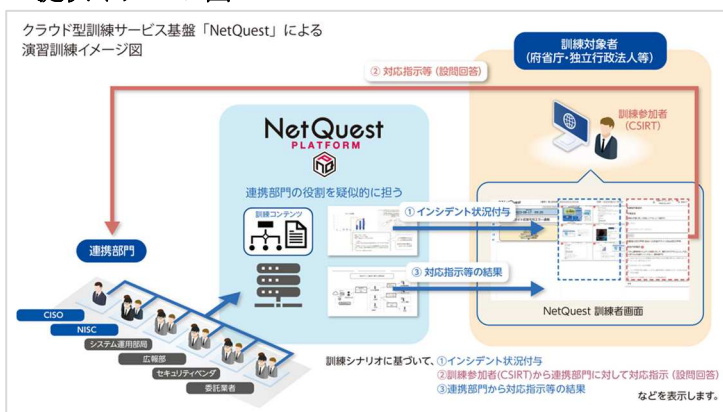 クラウド型訓練サービス基盤「NetQuest」による
演習訓練イメージ図
訓練対象者
(府省庁・独立行政法人等)
② 対応指示等 (設問回答)
訓練参加者
(CSIRT)
NetQuest
PLATFORM
連携部門の役割を疑似的に担う
訓練コンテンツ
① インシデント状況付与
③ 対応指示等の結果
NetQuest 訓練者画面
連携部門
CISO
NISC
システム運用部局
広報部
セキュリティベンダ
委託業者
訓練シナリオに基づいて、①インシデント状況付与
②訓練参加者(CSIRT)から連携部門に対して対応指示 (設問回答)
③連携部門から対応指示等の結果
などを表示します。